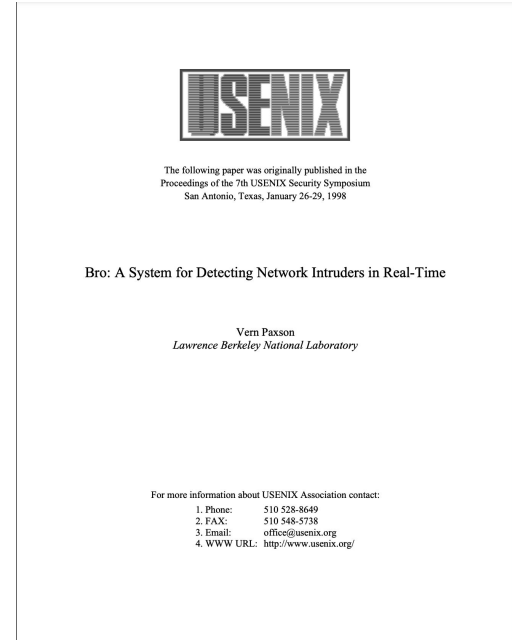 USENIX
The following paper was originally published in the
Proceedings of the 7th USENIX Security Symposium
San Antonio, Texas, January 26-29, 1998
Bro: A System for Detecting Network Intruders in Real-Time
Vern Paxson
Lawrence Berkeley National Laboratory
For more information about USENIX Association contact:
1. Phone: 510 528-8649
2. FAX: 510 548-5738
3. Email: office@usenix.org
4. WWW URL: http://www.usenix.org/